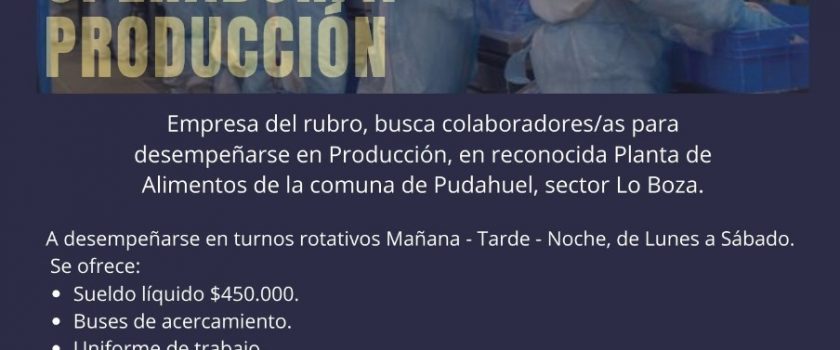 PRODUCCIÓN
Empresa del rubro, busca colaboradores/as para
desempeñarse en Producción, en reconocida Planta de
Alimentos de la comuna de Pudahuel, sector Lo Boza.
A desempeñarse en turnos rotativos Mañana - Tarde - Noche, de Lunes a Sábado.
Se ofrece:
• Sueldo líquido $450.000.
• Buses de acercamiento.
• Uniforme de trabajo